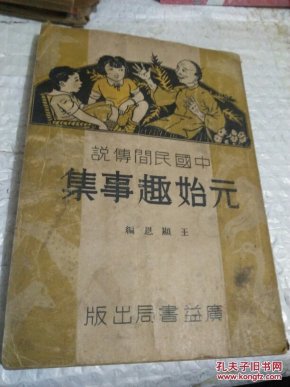 說傳間民國中
集事趣始元
編 恩顯王
版出局書益廣
孔夫子旧书网